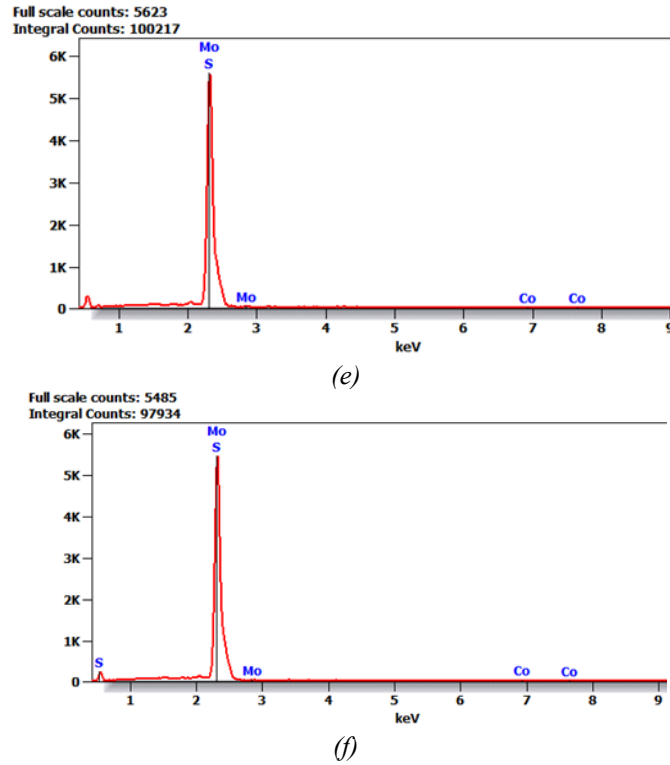 Full scale counts: 5623
Integral Counts: 100217
Mo
6K
S
5K
4K
3K
2K
1K
Mo
Co
Co
0
1 2 3 4 5 6 7 8 9
keV
(e)
Full scale counts: 5485
Integral Counts: 97934
6K
Mo
S
5K
4K
3K
2K
1K
S
Mo
Co
Co
0
1 2 3 4 5 6 7 8 9
keV
(f)